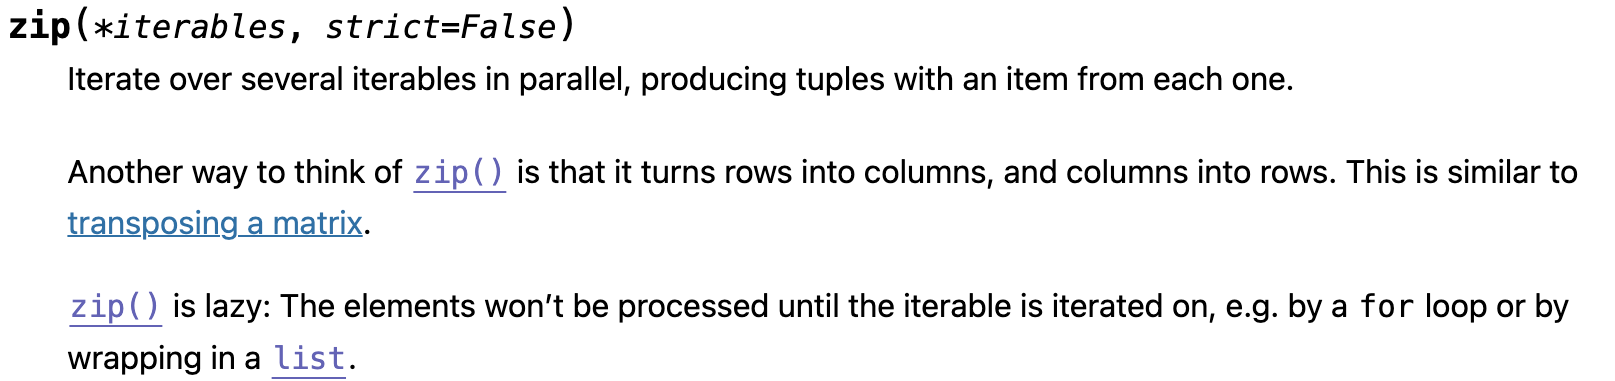 zip(*iterables, strict=False)
Iterate over several iterables in parallel, producing tuples with an item from each one.
Another way to think of zip() is that it turns rows into columns, and columns into rows. This is similar to
transposing a matrix.
zip() is lazy: The elements won’t be processed until the iterable is iterated on, e.g. by a for loop or by
wrapping in a list.